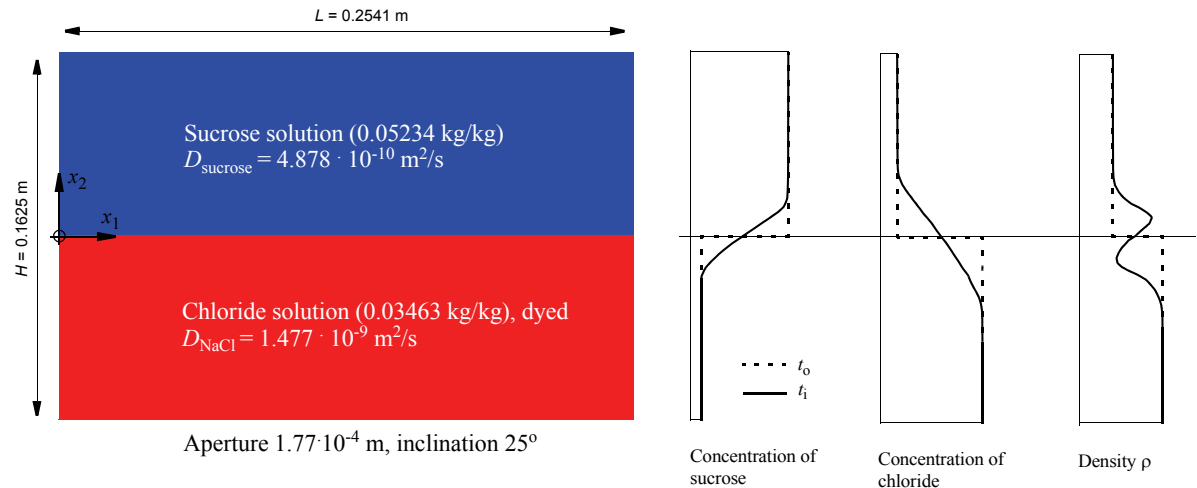 L = 0.2541 m
H = 0.1625 m
Sucrose solution (0.05234 kg/kg)
Dsucrose = 4.878 · 10-10 m2/s
x2
x1
Chloride solution (0.03463 kg/kg), dyed
DNaCl = 1.477 · 10-9 m2/s
Aperture 1.77·10-4 m, inclination 25o
to
ti
Concentration of
sucrose
Concentration of
chloride
Density ρ